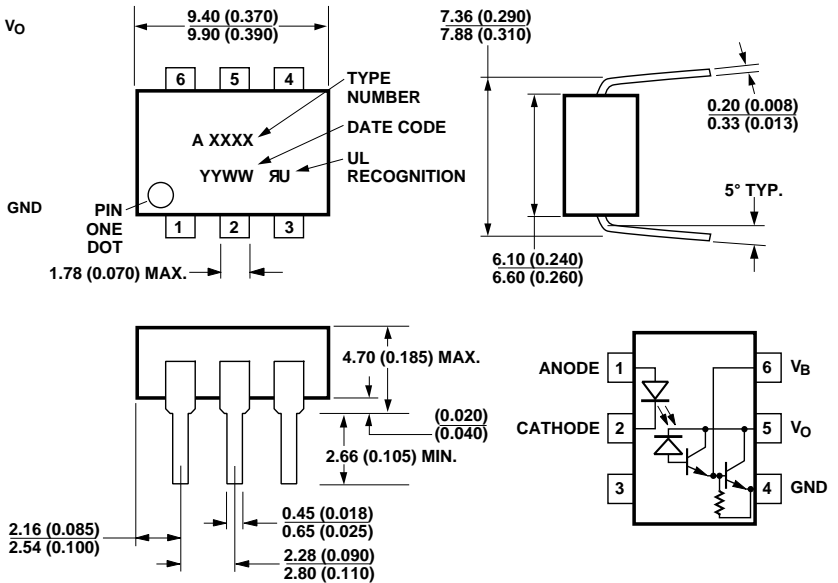 VO
GND
9.40 (0.370)
9.90 (0.390)
6 5 4
TYPE
NUMBER
A XXXX
DATE CODE
YYWW
UL
RECOGNITION
PIN
ONE
DOT
1 2 3
1.78 (0.070) MAX.
7.36 (0.290)
7.88 (0.310)
0.20 (0.008)
0.33 (0.013)
5° TYP.
6.10 (0.240)
6.60 (0.260)
4.70 (0.185) MAX.
(0.020)
(0.040)
2.66 (0.105) MIN.
0.45 (0.018)
0.65 (0.025)
2.16 (0.085)
2.54 (0.100)
2.28 (0.090)
2.80 (0.110)
ANODE 1
6 VB
CATHODE 2
5 VO
3
4 GND